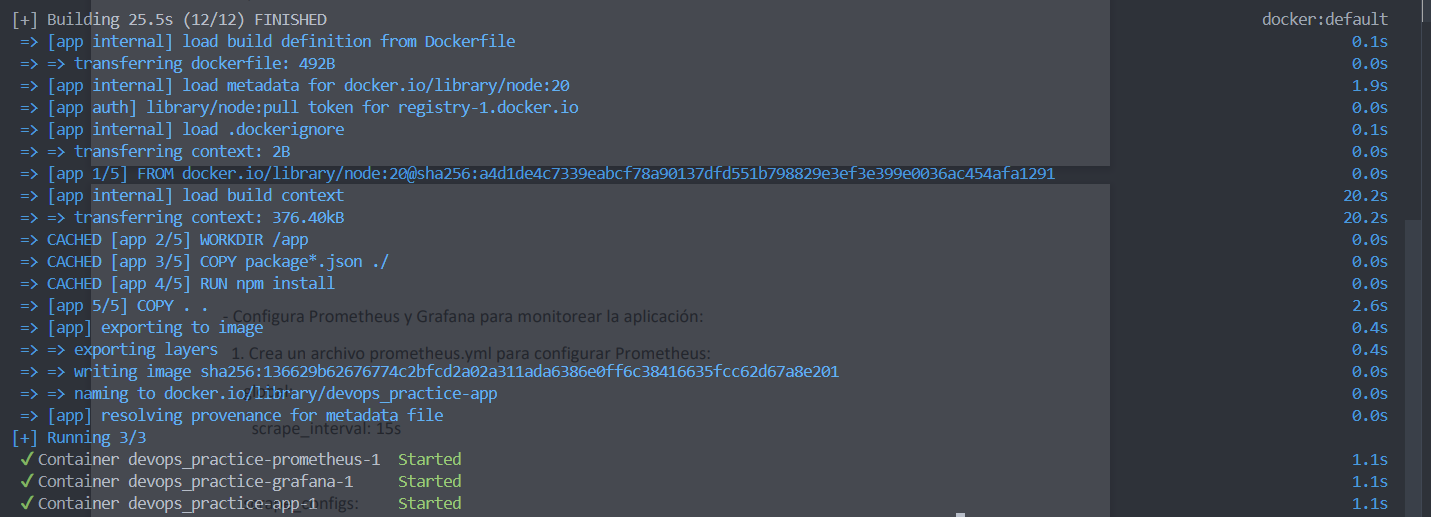 [+] Building 25.5s (12/12) FINISHED docker:default
=> [app internal] load build definition from Dockerfile 0.1s
=> => transferring dockerfile: 492B 0.0s
=> [app internal] load metadata for docker.io/library/node:20 1.9s
=> [app auth] library/node:pull token for registry-1.docker.io 0.0s
=> [app internal] load .dockerignore 0.1s
=> => transferring context: 2B 0.0s
=> [app 1/5] FROM docker.io/library/node:20@sha256:a4d1de4c7339eabcf78a90137dfd551b798829e3ef3e399e0036ac454afa1291 0.0s
=> [app internal] load build context 20.2s
=> => transferring context: 376.40kB 20.2s
=> CACHED [app 2/5] WORKDIR /app 0.0s
=> CACHED [app 3/5] COPY package*.json ./ 0.0s
=> CACHED [app 4/5] RUN npm install 0.0s
=> [app 5/5] COPY . . 2.6s
- Configura Prometheus y Grafana para monitorear la aplicación:
=> [app] exporting to image 0.4s
=> => exporting layers 0.4s
1. Crea un archivo prometheus.yml para configurar Prometheus:
=> => writing image sha256:136629b62676774c2bfcd2a02a311ada6386e0ff6c38416635fcc62d67a8e201 0.0s
=> => naming to docker.io/library/devops_practice-app 0.0s
=> [app] resolving provenance for metadata file 0.0s
scrape_interval: 15s
[+] Running 3/3
✔ Container devops_practice-prometheus-1 Started 1.1s
✔ Container devops_practice-grafana-1 Started 1.1s
✔ Container devops_practice-app-1 Started 1.1s